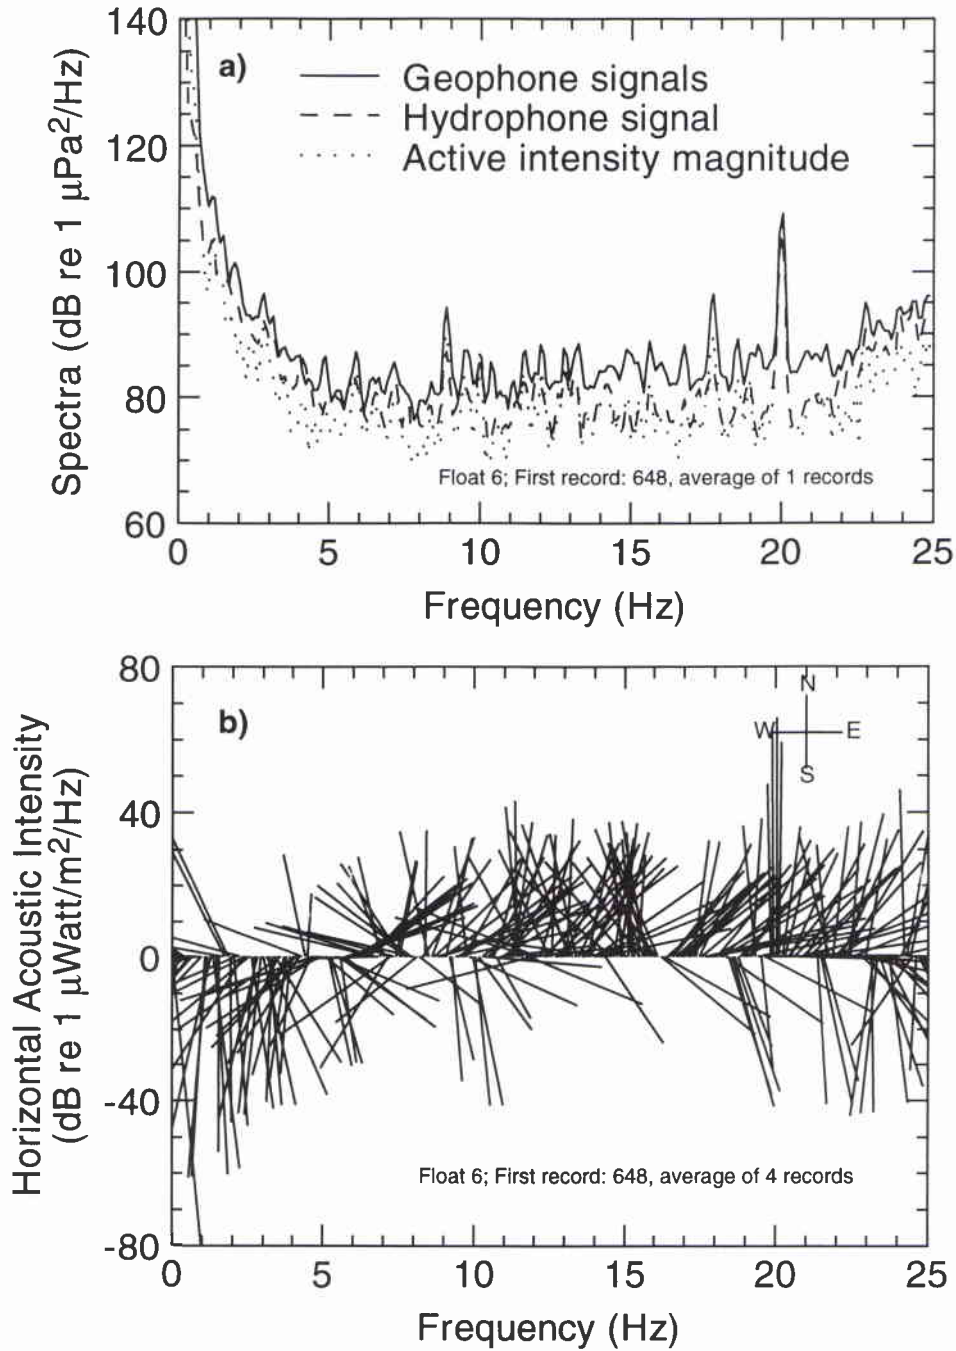 140
120
100
80
60
Spectra (dB re 1 µPa²/Hz)
a)
Geophone signals
Hydrophone signal
Active intensity magnitude
Float 6; First record: 648, average of 1 records
0 5 10 15 20 25
Frequency (Hz)
80
40
0
-40
-80
Horizontal Acoustic Intensity
(dB re 1 µWatt/m²/Hz)
b)
N
W E
S
Float 6; First record: 648, average of 4 records
0 5 10 15 20 25
Frequency (Hz)